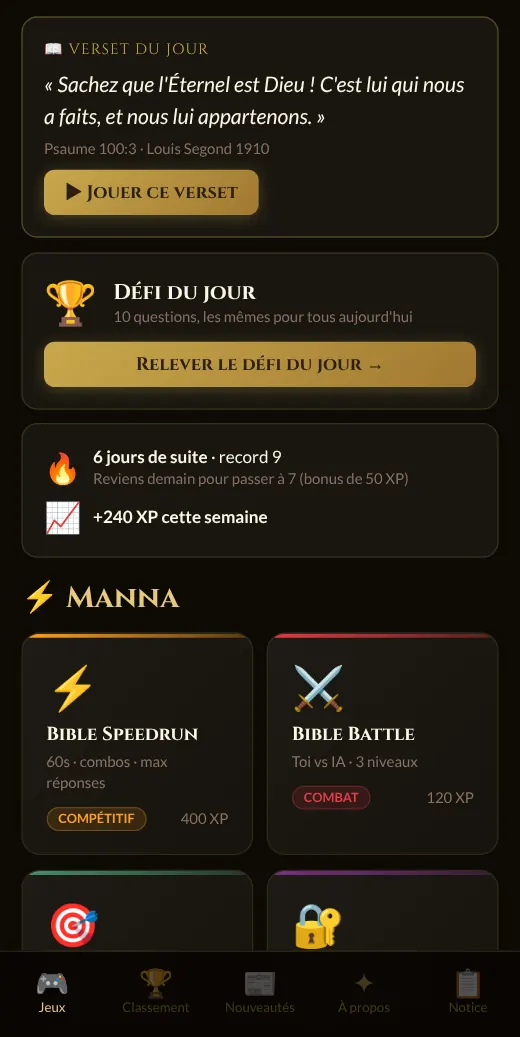 📖 VERSET DU JOUR
« Sachez que l'Éternel est Dieu ! C'est lui qui nous
a faits, et nous lui appartenons. »
Psaume 100:3 · Louis Segond 1910
▶ Jouer ce verset
Défi du jour
10 questions, les mêmes pour tous aujourd'hui
Relever le défi du jour →
6 jours de suite · record 9
Reviens demain pour passer à 7 (bonus de 50 XP)
+240 XP cette semaine
⚡ Manna
Bible Speedrun
60s · combos · max
réponses
COMPÉTITIF 400 XP
Bible Battle
Toi vs IA · 3 niveaux
COMBAT 120 XP
Jeux
Classement
Nouveautés
À propos
Notice